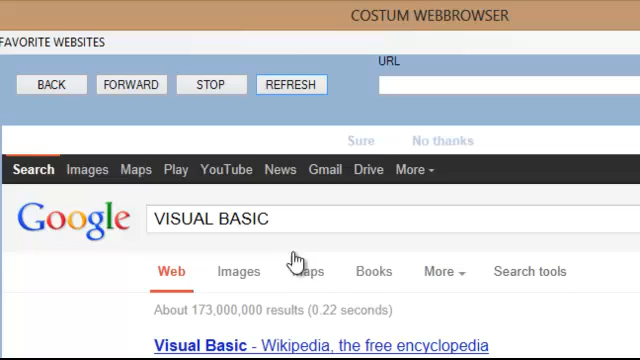 COSTUM WEBBROWSER
FAVORITE WEBSITES
URL
BACK FORWARD STOP REFRESH
Sure No thanks
Search Images Maps Play YouTube News Gmail Drive More
Google VISUAL BASIC
Web Images Maps Books More Search tools
About 173,000,000 results (0.22 seconds)
Visual Basic - Wikipedia, the free encyclopedia